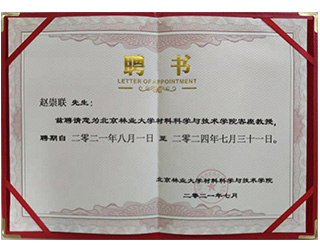 聘书
LETTER OF APPOINTMENT
赵崇联 先生：
兹聘请您为北京林业大学材料科学与技术学院客座教授，
聘期自 二〇二一年八月一日 至 二〇二四年七月三十一日。
北京林业大学材料科学与技术学院
二〇二一年七月